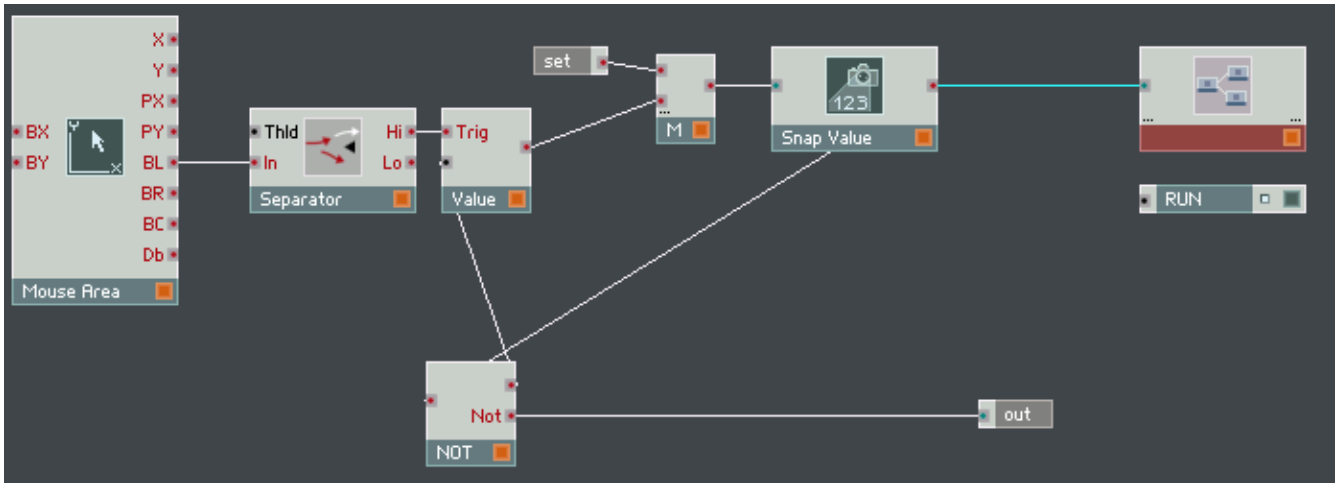 X
Y
PX
BX
PY
BY
BL
BR
BC
Db
Mouse Area
Thld
Hi
In
Lo
Separator
Trig
Value
set
...
M
123
Snap Value
...
...
RUN
Not
NOT
out
Y
X